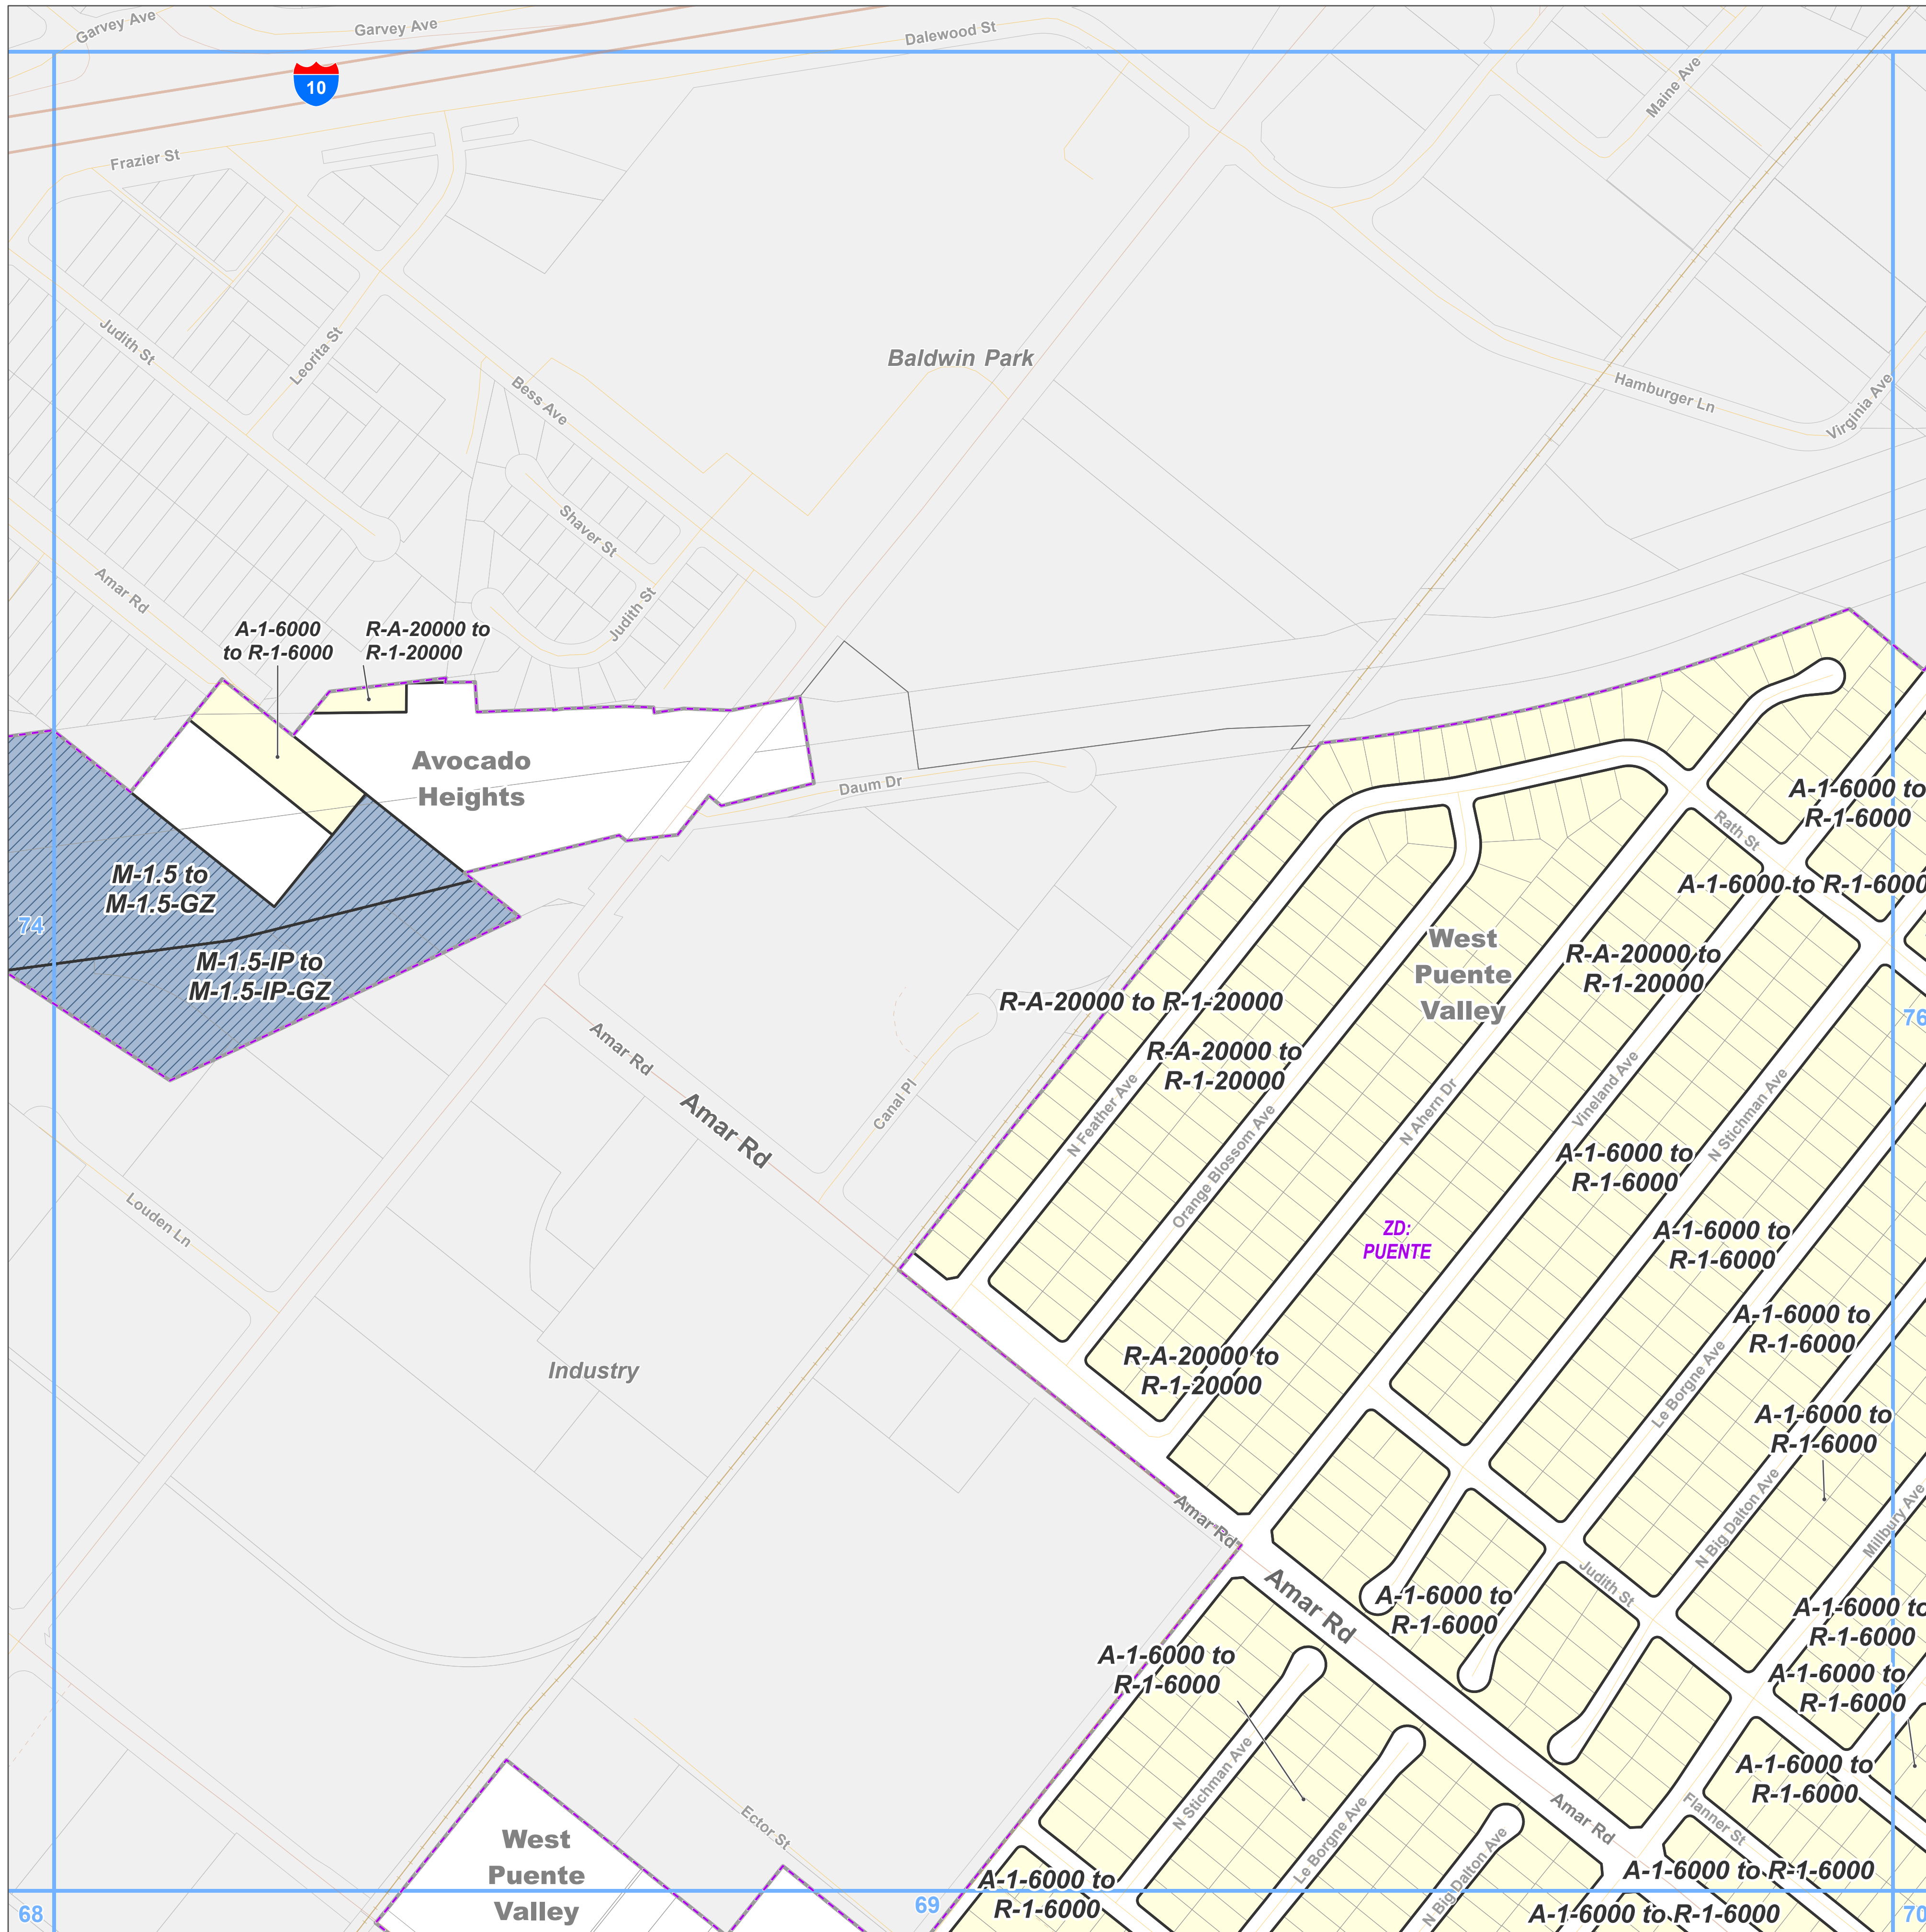 Garvey Ave
Garvey Ave
Dalewood St
10
Maine Ave
Frazier St
Judith St
Leorita St
Bess Ave
Baldwin Park
Hamburger Ln
Virginia Ave
Shaver St
Amar Rd
Judith St
A-1-6000
to R-1-6000
R-A-20000 to
R-1-20000
Avocado
Heights
Daum Dr
A-1-6000 to
R-1-6000
Rath St
M-1.5 to
M-1.5-GZ
A-1-6000 to R-1-6000
74
M-1.5-IP to
M-1.5-IP-GZ
West
Puente
Valley
R-A-20000 to
R-1-20000
R-A-20000 to R-1-20000
76
R-A-20000 to
R-1-20000
Amar Rd
Amar Rd
Canal Pl
N Feather Ave
Orange Blossom Ave
N Ahern Dr
Vineland Ave
N Stichman Ave
A-1-6000 to
R-1-6000
Louden Ln
ZD:
PUENTE
A-1-6000 to
R-1-6000
A-1-6000 to
R-1-6000
Industry
R-A-20000 to
R-1-20000
Le Borgne Ave
A-1-6000 to
R-1-6000
N Big Dalton Ave
Millbury Ave
Amar Rd
Amar Rd
Judith St
A-1-6000 to
R-1-6000
A-1-6000 to
R-1-6000
A-1-6000 to
R-1-6000
A-1-6000 to
R-1-6000
N Stichman Ave
Le Borgne Ave
N Big Dalton Ave
Amar Rd
Flanner St
A-1-6000 to
R-1-6000
Ector St
West
Puente
Valley
A-1-6000 to
R-1-6000
A-1-6000 to R-1-6000
68
69
A-1-6000 to R-1-6000
70